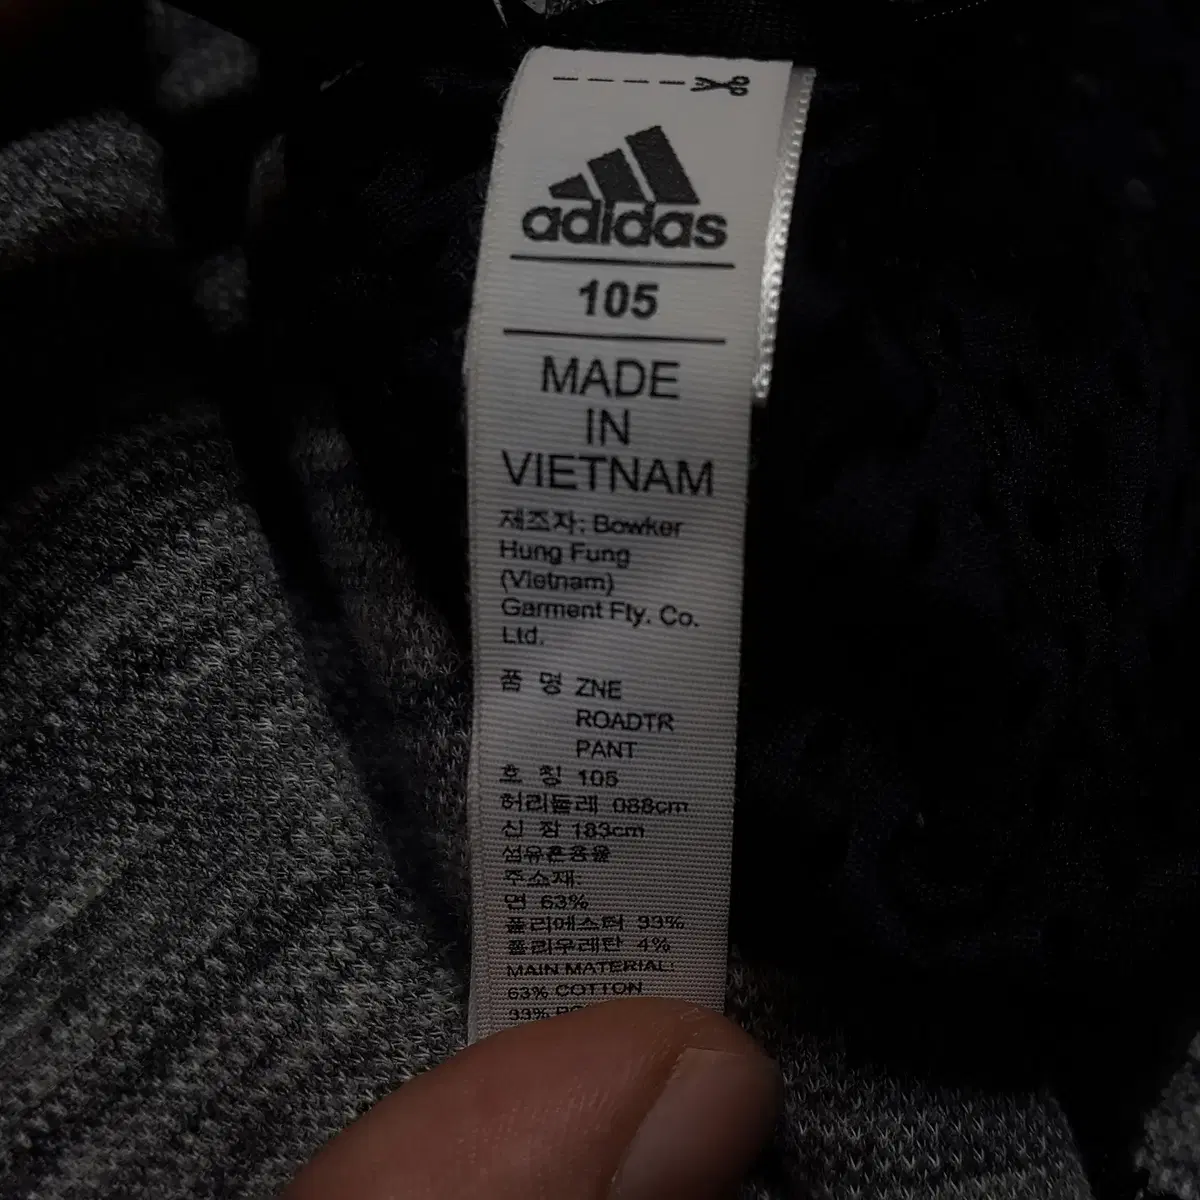 adidas
105
MADE
IN
VIETNAM
제조자: Bowker
Hung Fung
(Vietnam)
Garment Fty. Co.
Ltd.
품 명 ZNE
ROADTR
PANT
호 칭 105
허리둘레 088cm
신 장 183cm
섬유혼용율
주소재:
면 63%
폴리에스터 33%
폴리우레탄 4%
MAIN MATERIAL:
63% COTTON
33%